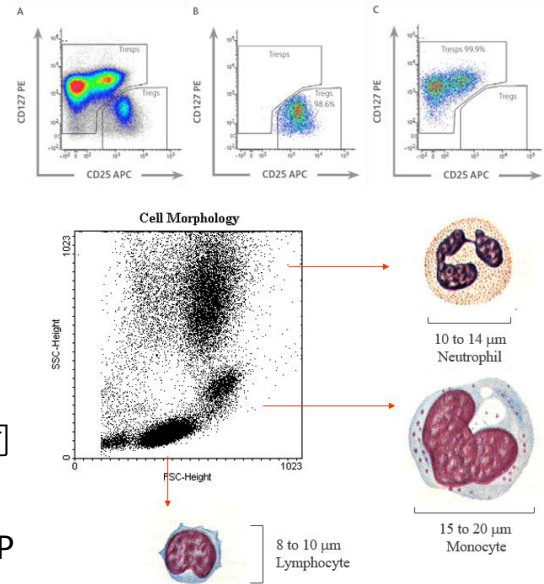 A
B
C
CD127 PE
Tresps
Tregs
CD25 APC
CD127 PE
Tresps
Tregs
98.6%
CD25 APC
CD127 PE
Tresps 99.9%
Tregs
CD25 APC
Cell Morphology
1023
SSC-Height
0
0
FSC-Height
1023
10 to 14 µm
Neutrophil
15 to 20 µm
Monocyte
8 to 10 µm
Lymphocyte
P